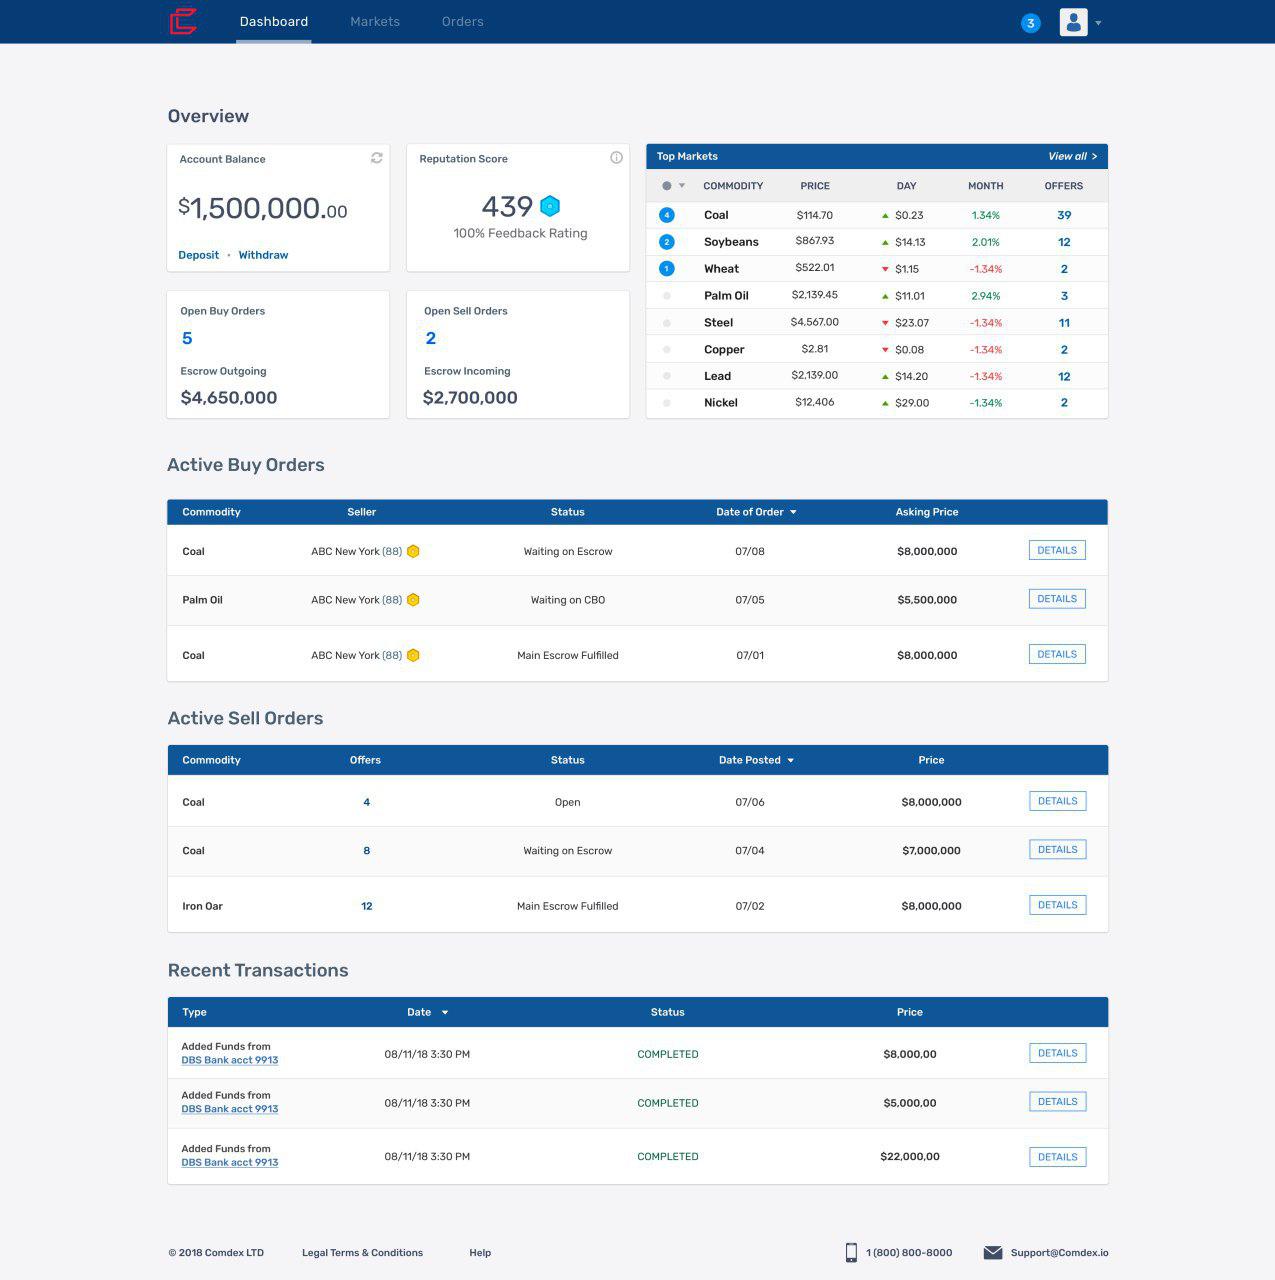 Dashboard Markets Orders 3
Overview
Account Balance
$1,500,000.00
Deposit • Withdraw
Reputation Score
439
100% Feedback Rating
Open Buy Orders
5
Escrow Outgoing
$4,650,000
Open Sell Orders
2
Escrow Incoming
$2,700,000
Top Markets View all >
COMMODITY PRICE DAY MONTH OFFERS
4 Coal $114.70 $0.23 1.34% 39
2 Soybeans $867.93 $14.13 2.01% 12
1 Wheat $522.01 $1.15 -1.34% 2
Palm Oil $2,139.45 $11.01 2.94% 3
Steel $4,567.00 $23.07 -1.34% 11
Copper $2.81 $0.08 -1.34% 2
Lead $2,139.00 $14.20 -1.34% 12
Nickel $12,406 $29.00 -1.34% 2
Active Buy Orders
Commodity Seller Status Date of Order Asking Price
Coal ABC New York (88) Waiting on Escrow 07/08 $8,000,000 DETAILS
Palm Oil ABC New York (88) Waiting on CBO 07/05 $5,500,000 DETAILS
Coal ABC New York (88) Main Escrow Fulfilled 07/01 $8,000,000 DETAILS
Active Sell Orders
Commodity Offers Status Date Posted Price
Coal 4 Open 07/06 $8,000,000 DETAILS
Coal 8 Waiting on Escrow 07/04 $7,000,000 DETAILS
Iron Oar 12 Main Escrow Fulfilled 07/02 $8,000,000 DETAILS
Recent Transactions
Type Date Status Price
Added Funds from
DBS Bank acct 9913 08/11/18 3:30 PM COMPLETED $8,000,00 DETAILS
Added Funds from
DBS Bank acct 9913 08/11/18 3:30 PM COMPLETED $5,000,00 DETAILS
Added Funds from
DBS Bank acct 9913 08/11/18 3:30 PM COMPLETED $22,000,00 DETAILS
© 2018 Comdex LTD Legal Terms & Conditions Help 1 (800) 800-8000 Support@Comdex.io